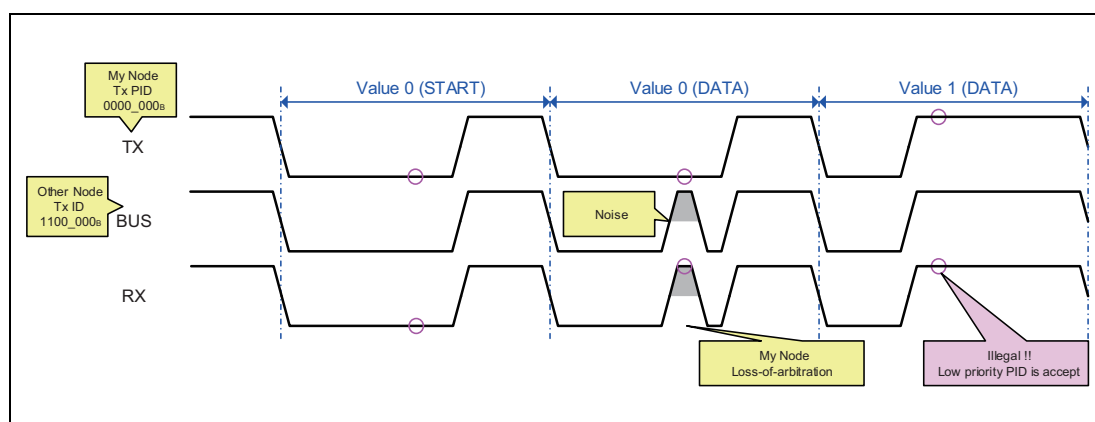 My Node
Tx PID
0000_000B
Value 0 (START)
Value 0 (DATA)
Value 1 (DATA)
TX
Other Node
Tx ID
1100_000B
BUS
Noise
RX
My Node
Loss-of-arbitration
Illegal !!
Low priority PID is accept